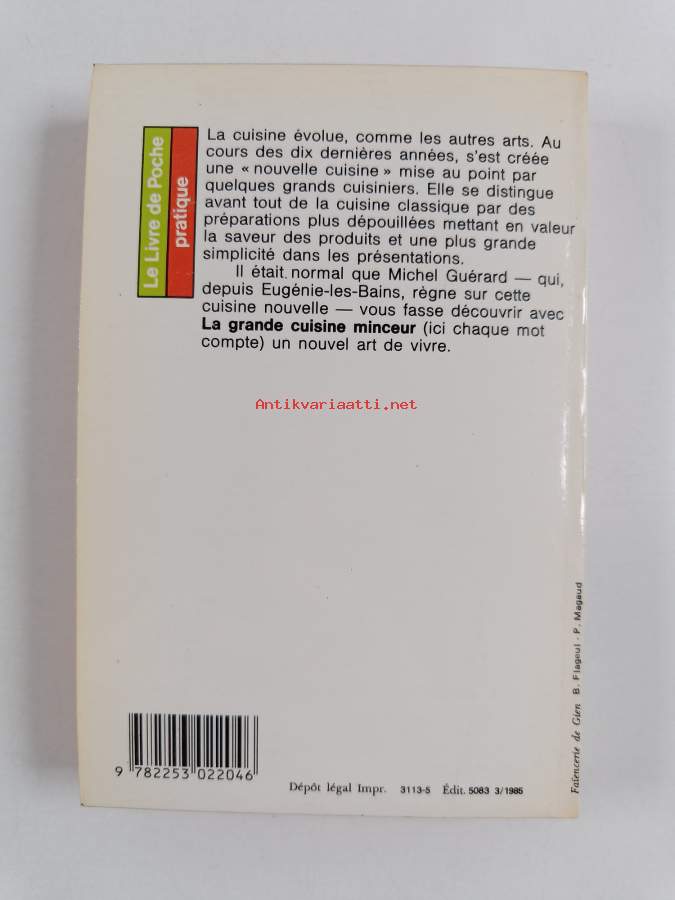 Le Livre de Poche
pratique
La cuisine évolue, comme les autres arts. Au
cours des dix dernières années, s'est créée
une « nouvelle cuisine » mise au point par
quelques grands cuisiniers. Elle se distingue
avant tout de la cuisine classique par des
préparations plus dépouillées mettant en valeur
la saveur des produits et une plus grande
simplicité dans les présentations.
Il était normal que Michel Guérard — qui,
depuis Eugénie-les-Bains, règne sur cette
cuisine nouvelle — vous fasse découvrir avec
La grande cuisine minceur (ici chaque mot
compte) un nouvel art de vivre.
Antikvariaatti.net
Faïencerie de Gien B. Flageul - P. Magaud
9 782253 022046
Dépôt légal Impr. 3113-5 Édit. 5083 3/1985